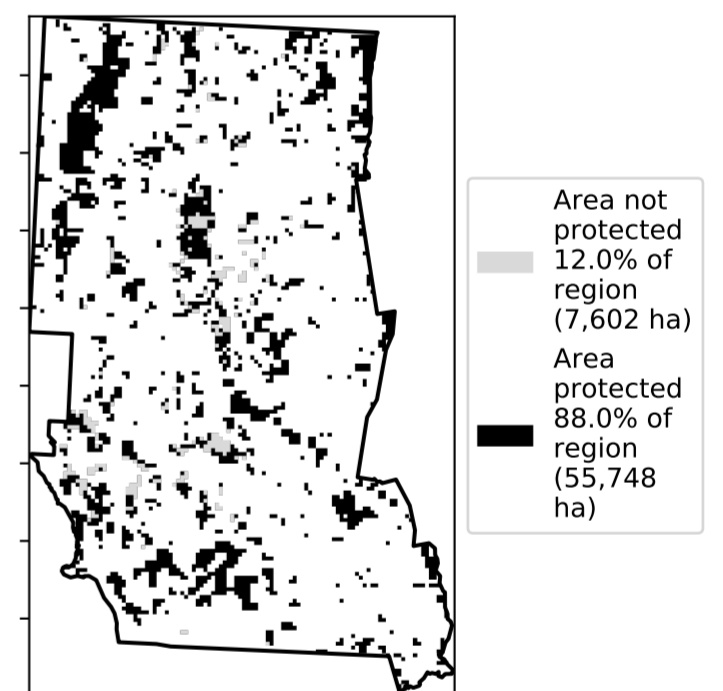 Area not
protected
12.0% of
region
(7,602 ha)
Area
protected
88.0% of
region
(55,748
ha)